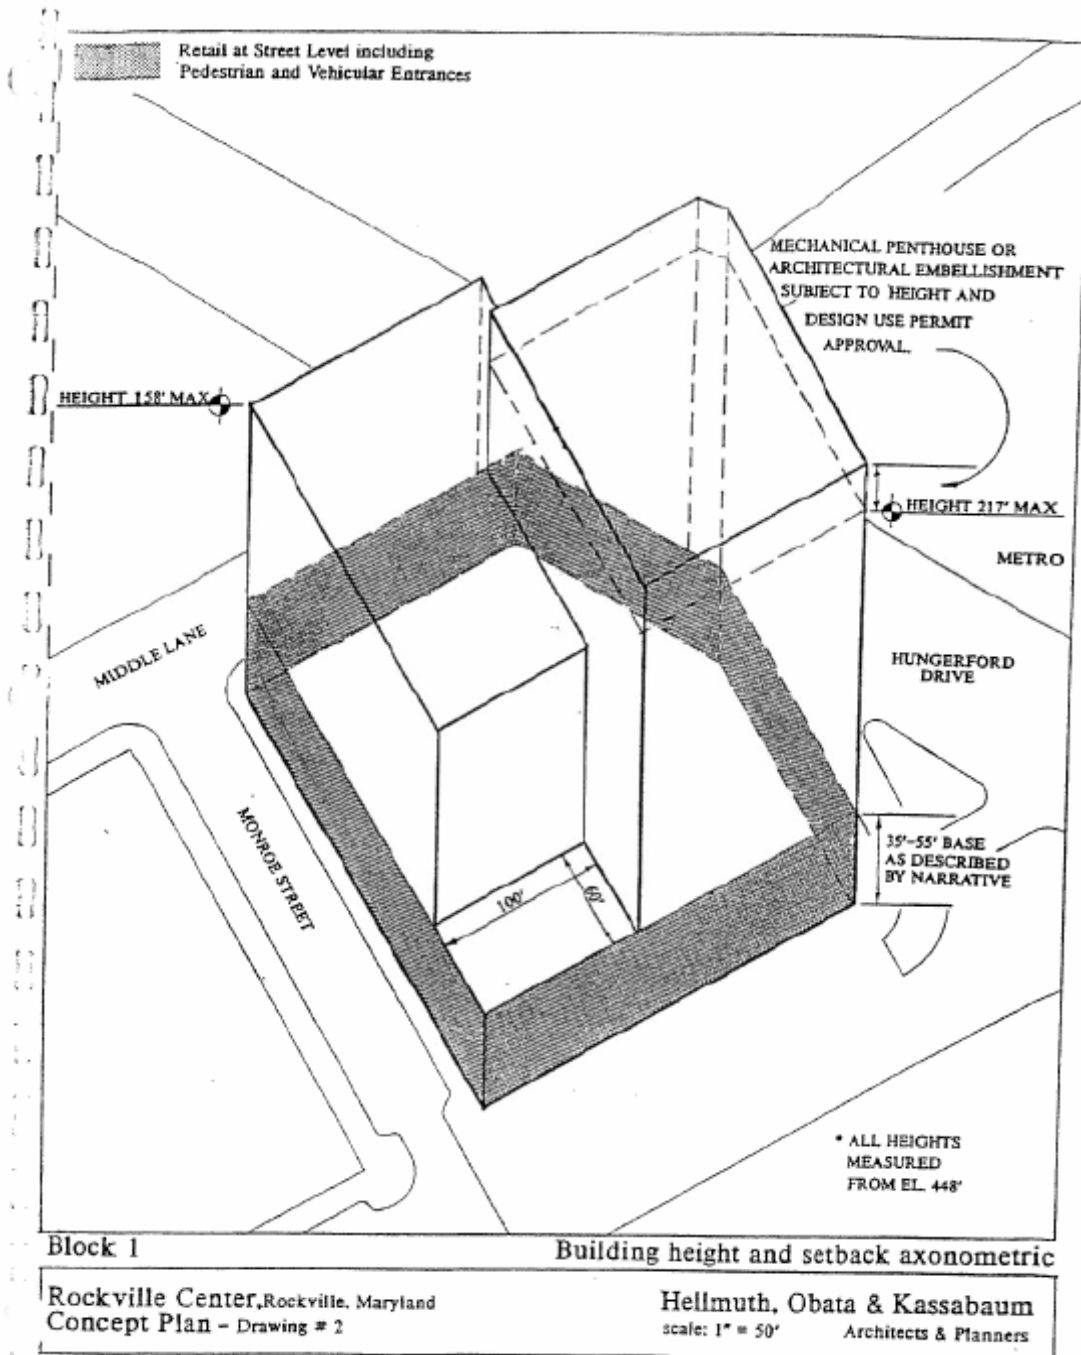 Retail at Street Level including
Pedestrian and Vehicular Entrances
MECHANICAL PENTHOUSE OR
ARCHITECTURAL EMBELLISHMENT
SUBJECT TO HEIGHT AND
DESIGN USE PERMIT
APPROVAL.
HEIGHT 158' MAX
HEIGHT 217" MAX
METRO
MIDDLE LANE
HUNGERFORD
DRIVE
MONROE STREET
35'-55' BASE
AS DESCRIBED
BY NARRATIVE
100'
60'
* ALL HEIGHTS
MEASURED
FROM EL. 448'
Block 1
Building height and setback axonometric
Rockville Center, Rockville, Maryland
Concept Plan - Drawing # 2
Hellmuth, Obata & Kassabaum
scale: 1" = 50' Architects & Planners